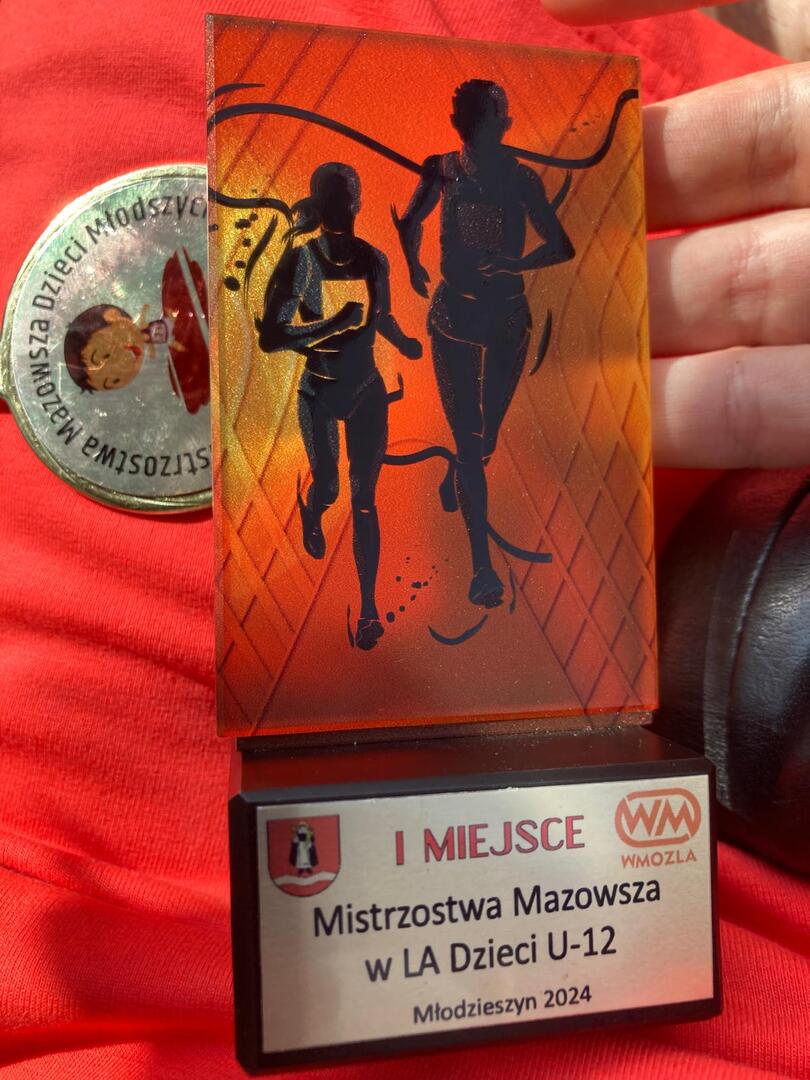 Mistrzostwa Mazowsza Dzieci Młodszych
I MIEJSCE
WM
WMOZLA
Mistrzostwa Mazowsza
w LA Dzieci U-12
Młodzieszyn 2024